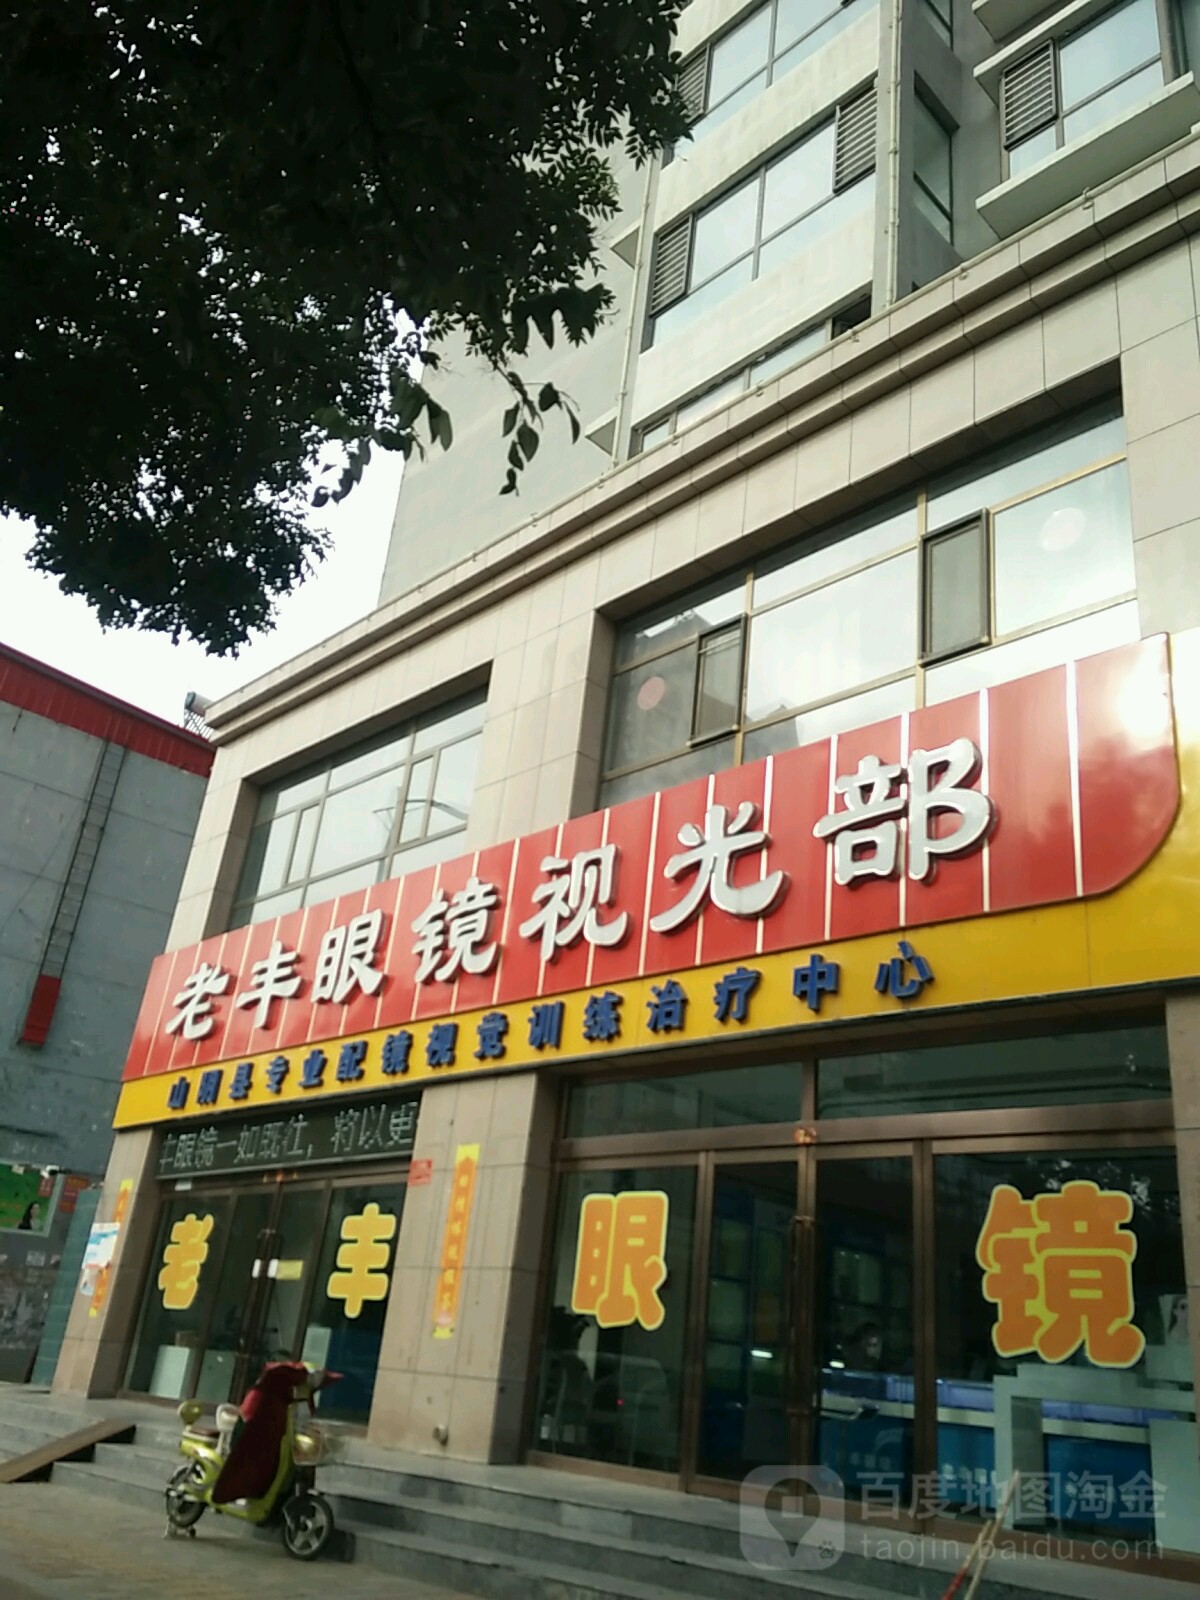 老丰眼镜视光部
山阴县专业配镜视觉训练治疗中心
丰眼镜一如既往，将以更
老丰眼镜
百度地图淘金
taojin.baidu.com